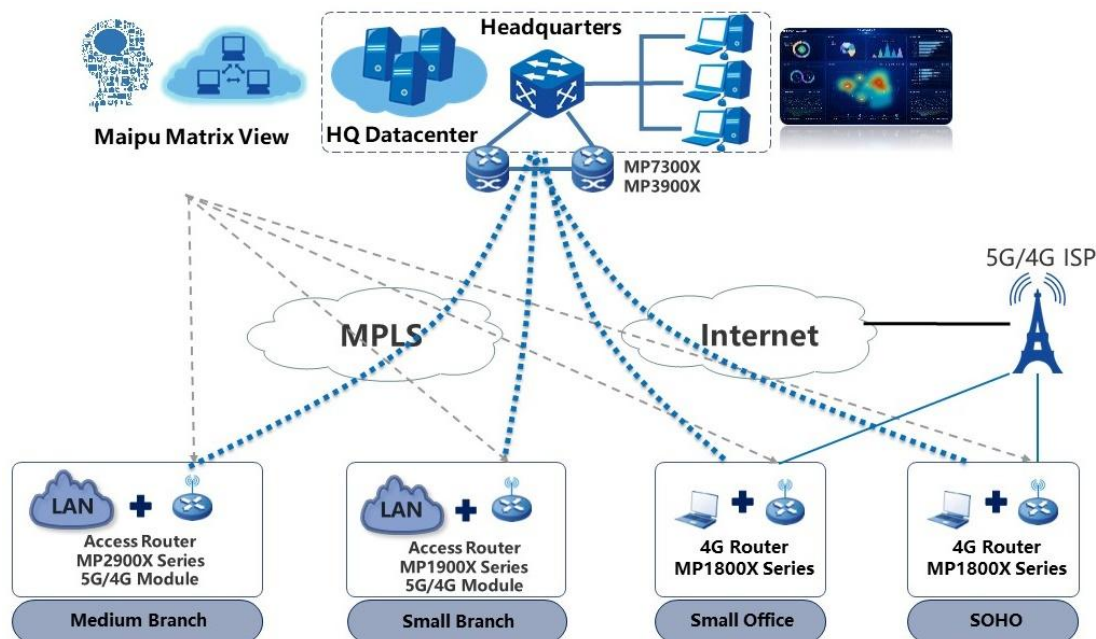 Headquarters
HQ Datacenter
Maipu Matrix View
MP7300X
MP3900X
5G/4G ISP
MPLS
Internet
LAN
Access Router
MP2900X Series
5G/4G Module
Medium Branch
LAN
Access Router
MP1900X Series
5G/4G Module
Small Branch
4G Router
MP1800X Series
Small Office
4G Router
MP1800X Series
SOHO